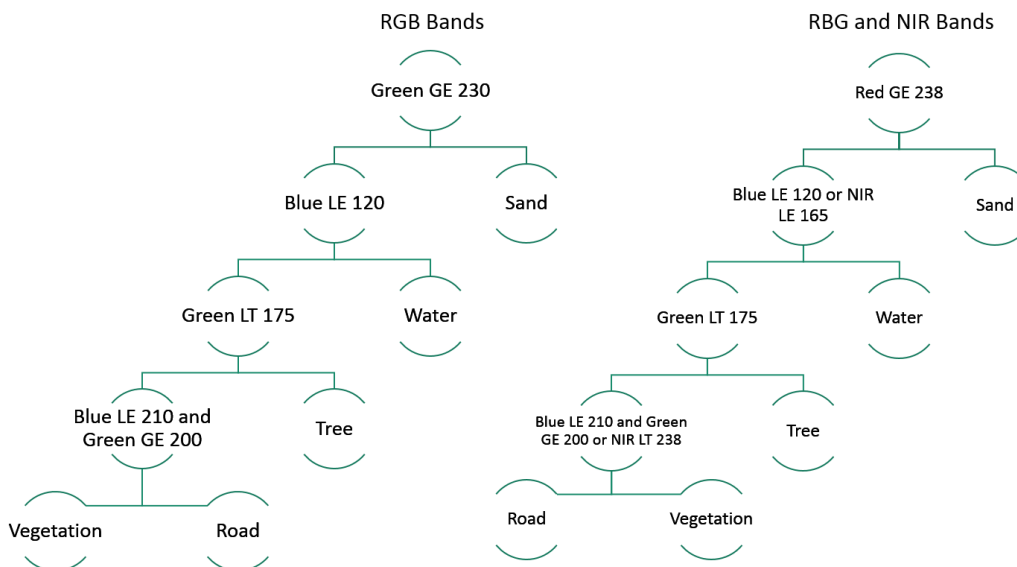 RGB Bands
Green GE 230
Blue LE 120
Sand
Green LT 175
Water
Blue LE 210 and
Green GE 200
Tree
Vegetation
Road
RBG and NIR Bands
Red GE 238
Blue LE 120 or NIR
LE 165
Sand
Green LT 175
Water
Blue LE 210 and Green
GE 200 or NIR LT 238
Tree
Road
Vegetation